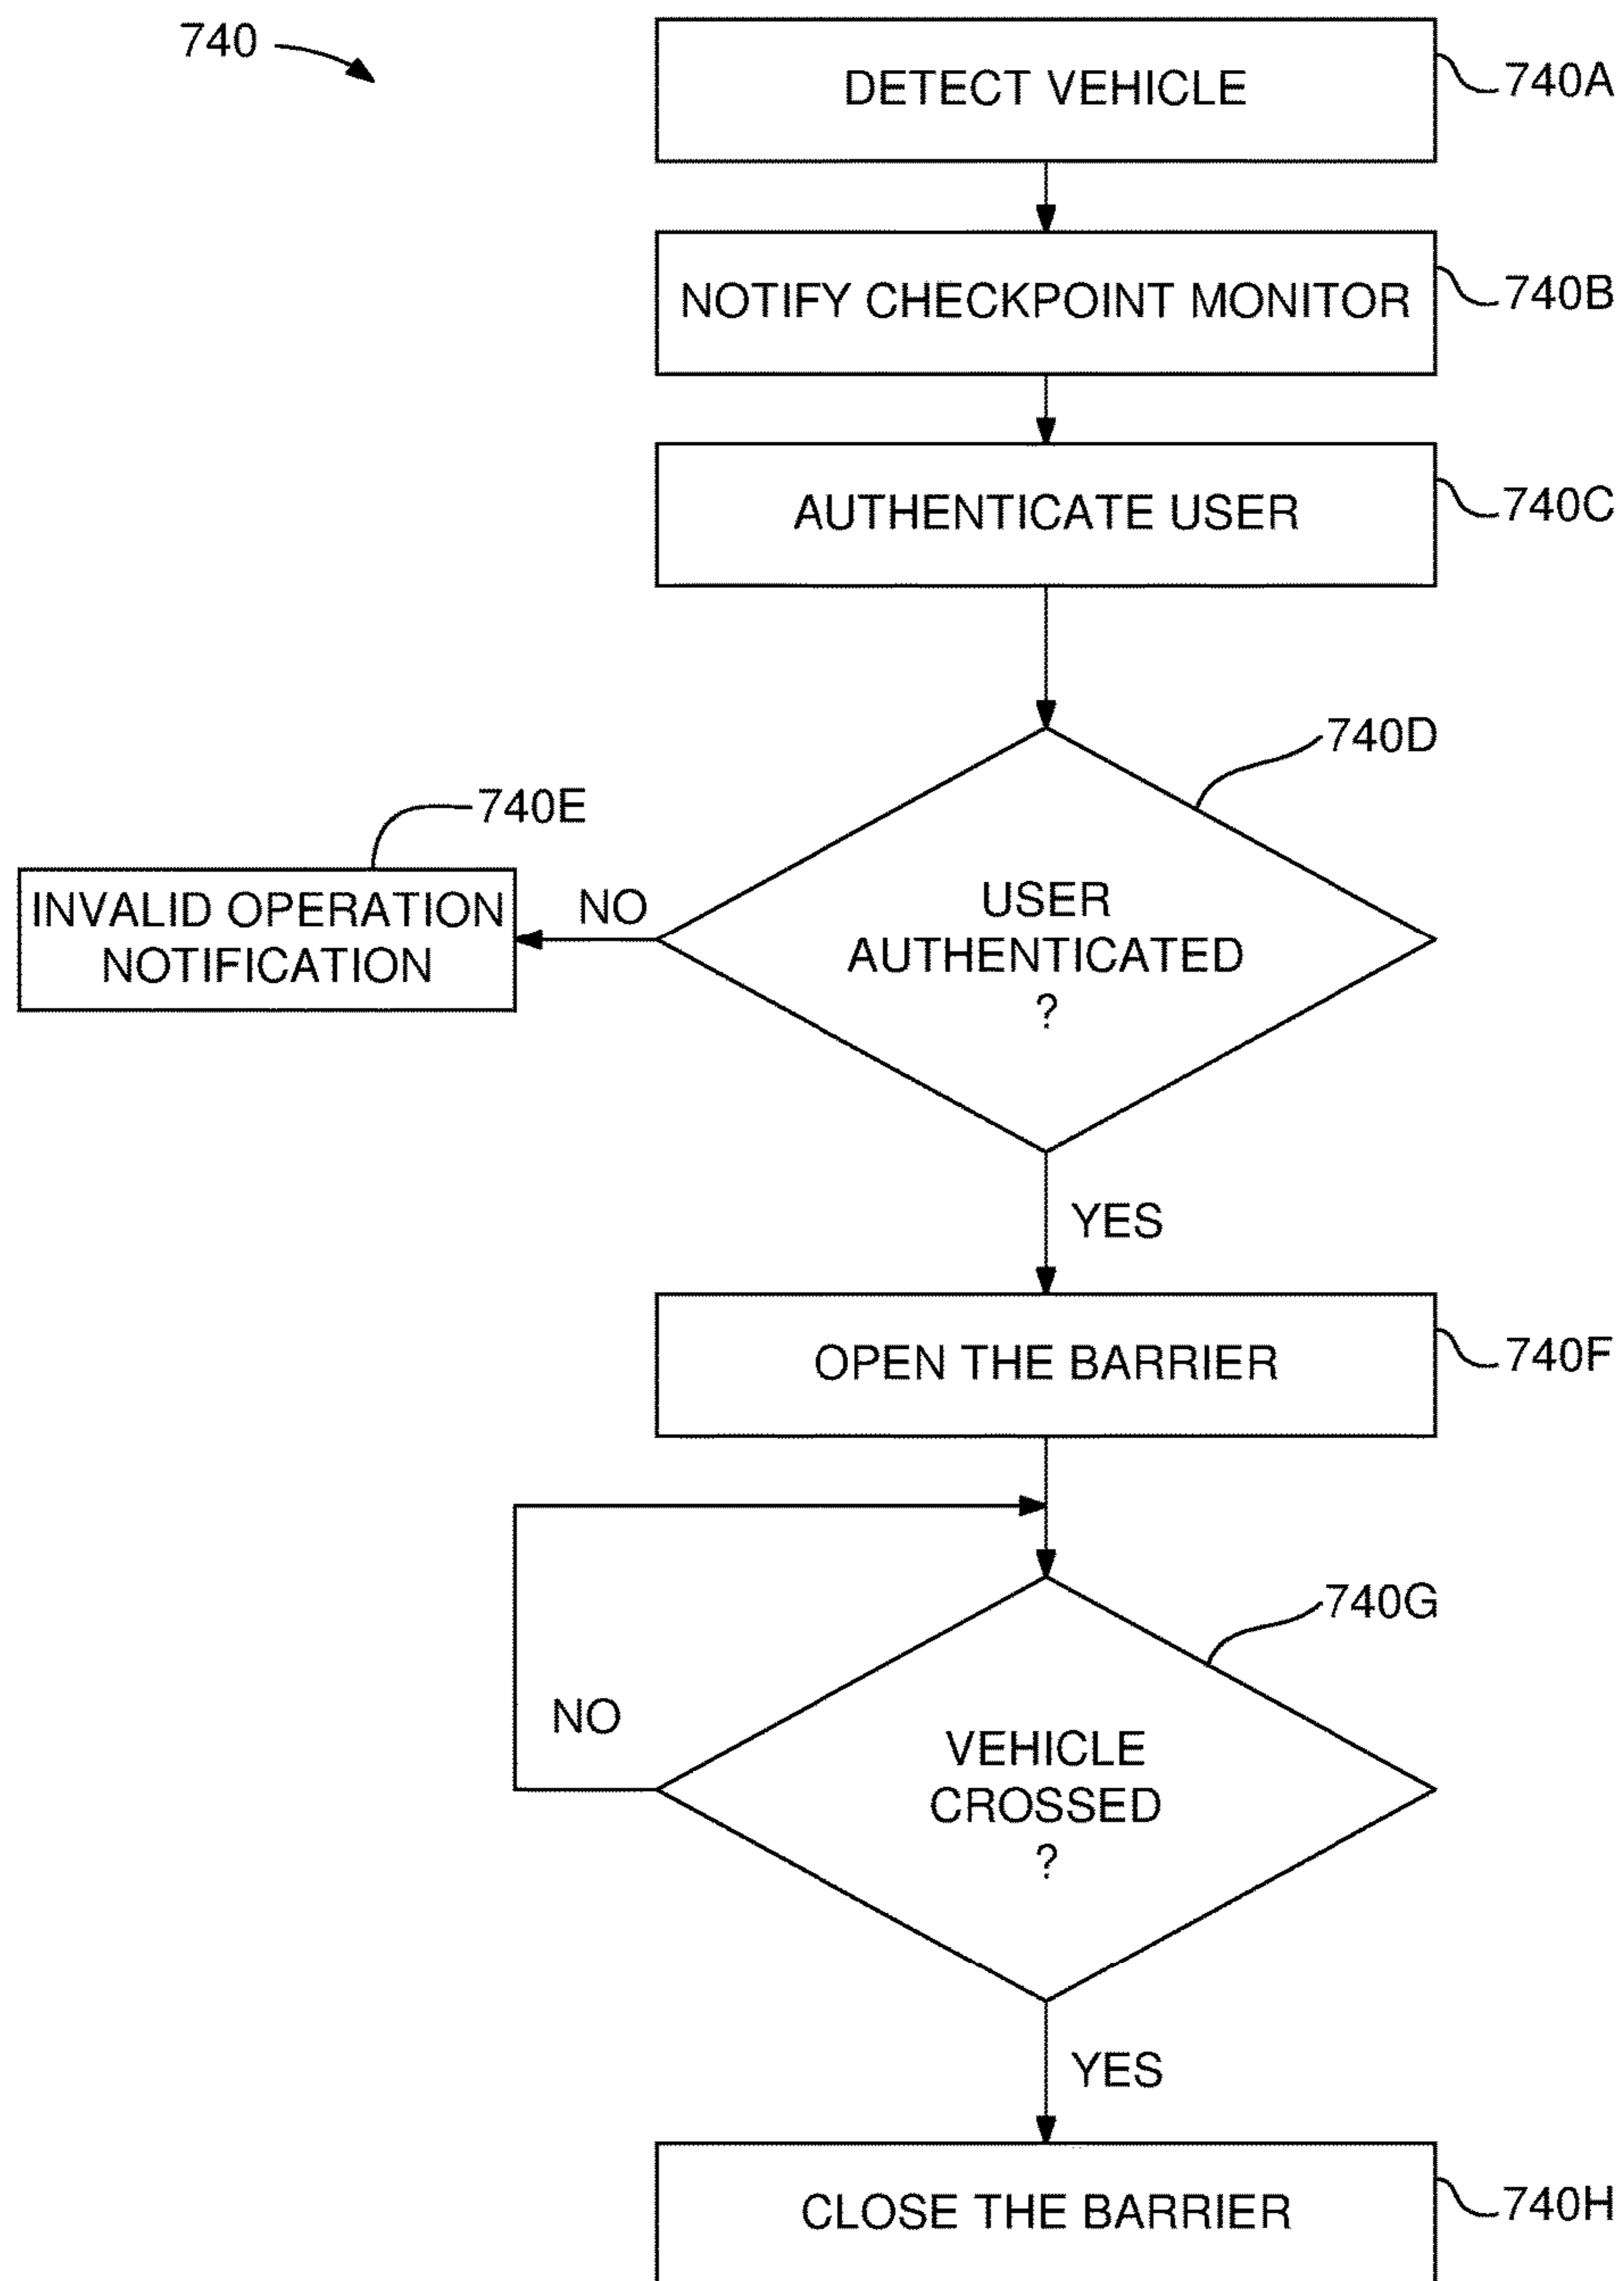 740
DETECT VEHICLE
740A
NOTIFY CHECKPOINT MONITOR
740B
AUTHENTICATE USER
740C
740D
740E
INVALID OPERATION
NOTIFICATION
NO
USER
AUTHENTICATED
?
YES
OPEN THE BARRIER
740F
740G
NO
VEHICLE
CROSSED
?
YES
CLOSE THE BARRIER
740H